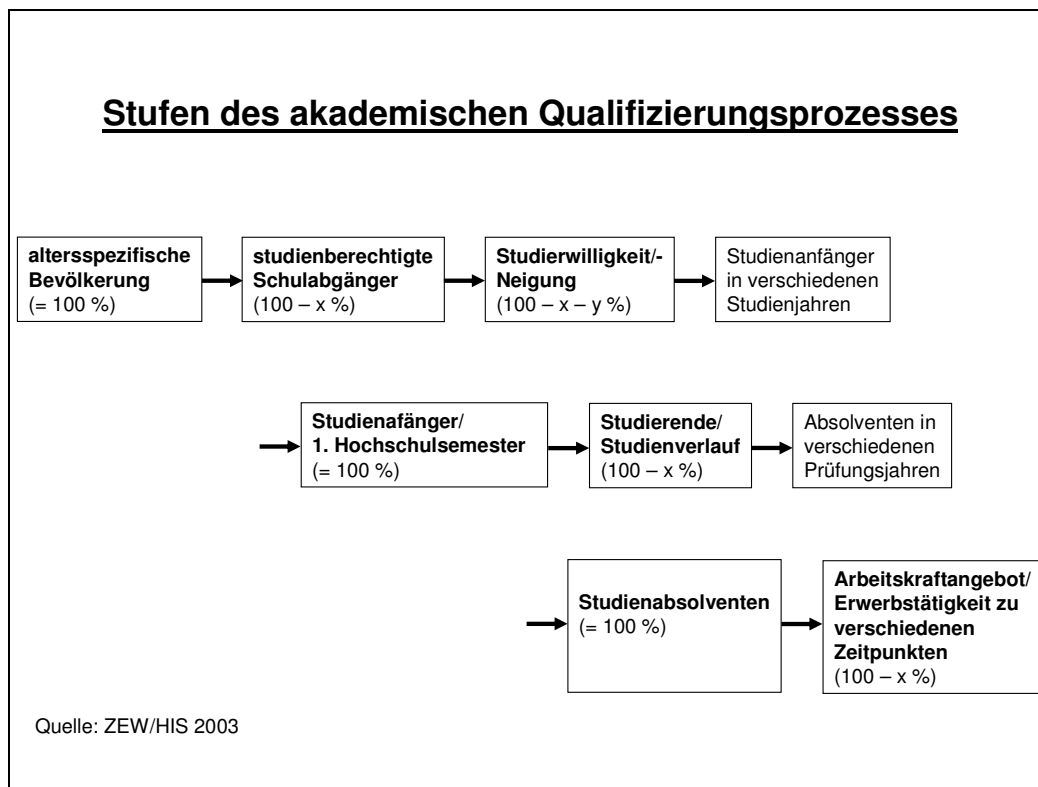 Stufen des akademischen Qualifizierungsprozesses
altersspezifische
Bevölkerung
(= 100 %)
studienberechtigte
Schulabgänger
(100 – x %)
Studierwilligkeit/-
Neigung
(100 – x – y %)
Studienanfänger
in verschiedenen
Studienjahren
Studienafänger/
1. Hochschulsemester
(= 100 %)
Studierende/
Studienverlauf
(100 – x %)
Absolventen in
verschiedenen
Prüfungsjahren
Studienabsolventen
(= 100 %)
Arbeitskraftangebot/
Erwerbstätigkeit zu
verschiedenen
Zeitpunkten
(100 – x %)
Quelle: ZEW/HIS 2003